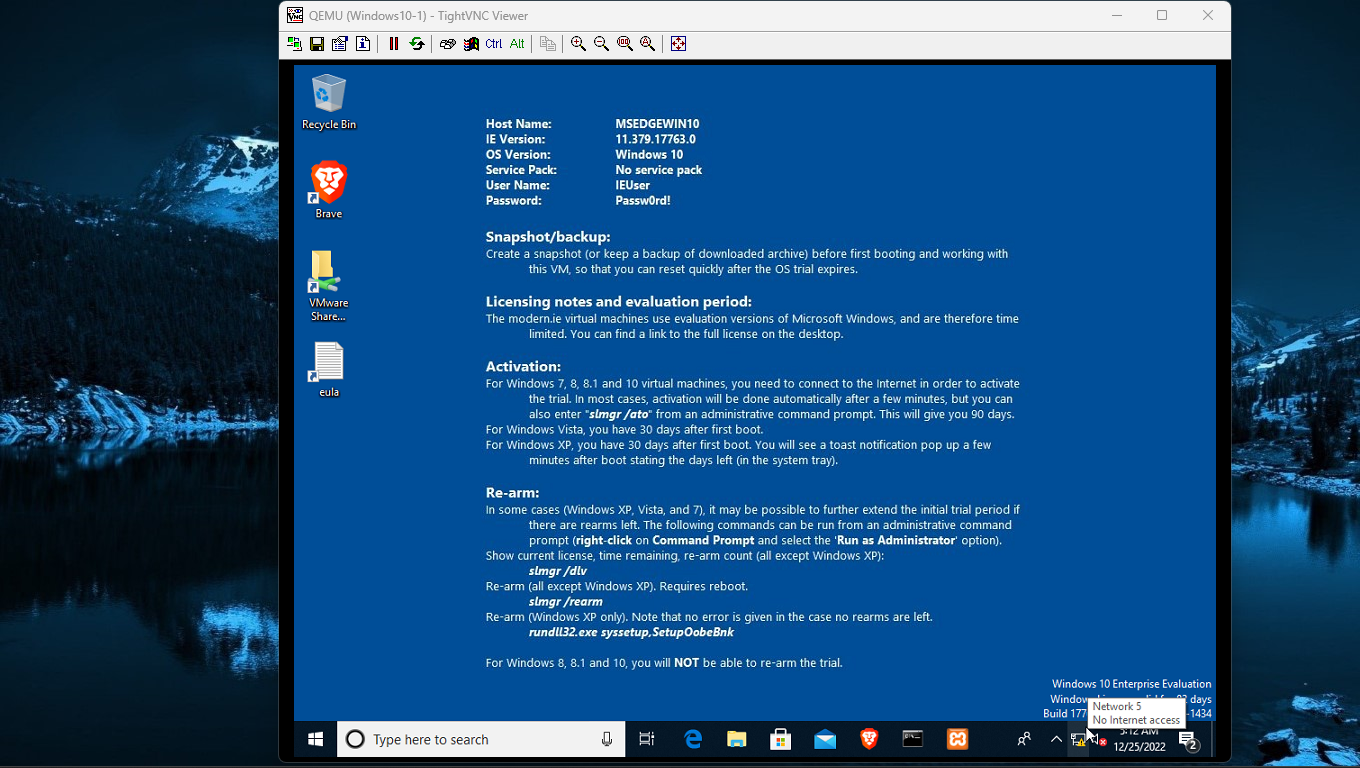 QEMU (Windows10-1) - TightVNC Viewer
Ctrl Alt
Recycle Bin
Brave
VMware
Share...
eula
Host Name: MSEDGEWIN10
IE Version: 11.379.17763.0
OS Version: Windows 10
Service Pack: No service pack
User Name: IEUser
Password: Passw0rd!
Snapshot/backup:
Create a snapshot (or keep a backup of downloaded archive) before first booting and working with
this VM, so that you can reset quickly after the OS trial expires.
Licensing notes and evaluation period:
The modern.ie virtual machines use evaluation versions of Microsoft Windows, and are therefore time
limited. You can find a link to the full license on the desktop.
Activation:
For Windows 7, 8, 8.1 and 10 virtual machines, you need to connect to the Internet in order to activate
the trial. In most cases, activation will be done automatically after a few minutes, but you can
also enter "slmgr /ato" from an administrative command prompt. This will give you 90 days.
For Windows Vista, you have 30 days after first boot.
For Windows XP, you have 30 days after first boot. You will see a toast notification pop up a few
minutes after boot stating the days left (in the system tray).
Re-arm:
In some cases (Windows XP, Vista, and 7), it may be possible to further extend the initial trial period if
there are rearms left. The following commands can be run from an administrative command
prompt (right-click on Command Prompt and select the 'Run as Administrator' option).
Show current license, time remaining, re-arm count (all except Windows XP):
slmgr /dlv
Re-arm (all except Windows XP). Requires reboot.
slmgr /rearm
Re-arm (Windows XP only). Note that no error is given in the case no rearms are left.
rundll32.exe syssetup,SetupOobeBnk
For Windows 8, 8.1 and 10, you will NOT be able to re-arm the trial.
Windows 10 Enterprise Evaluation
days
Build -1434
Network 5
No Internet access
Type here to search
5:12 AM
12/25/2022
2